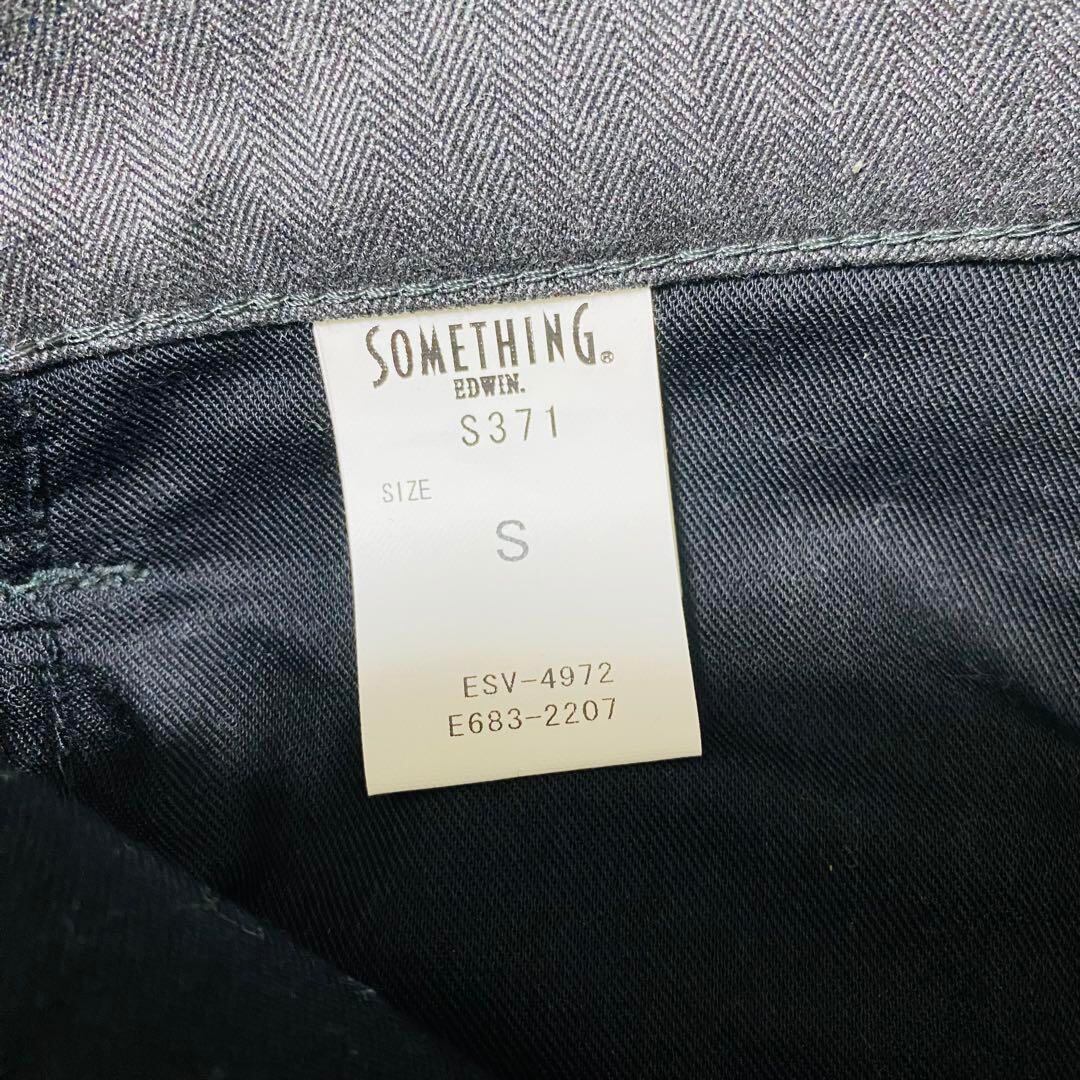 SOMETHING®
EDWIN.
S371
SIZE
S
ESV-4972
E683-2207